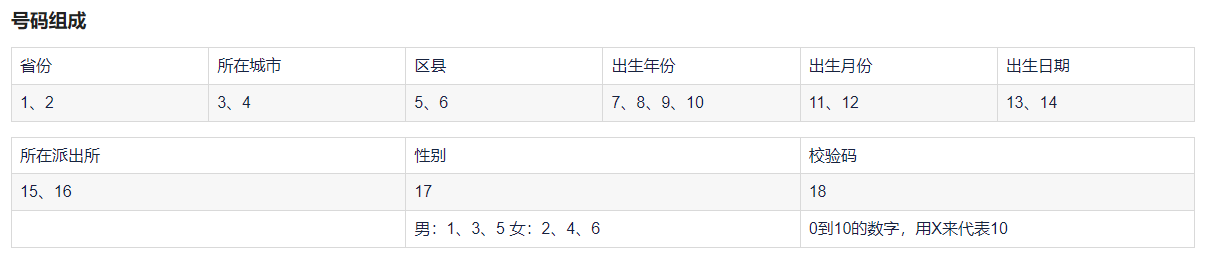 号码组成
省份 所在城市 区县 出生年份 出生月份 出生日期
1、2 3、4 5、6 7、8、9、10 11、12 13、14
所在派出所 性别 校验码
15、16 17 18
男：1、3、5 女：2、4、6 0到10的数字，用X来代表10